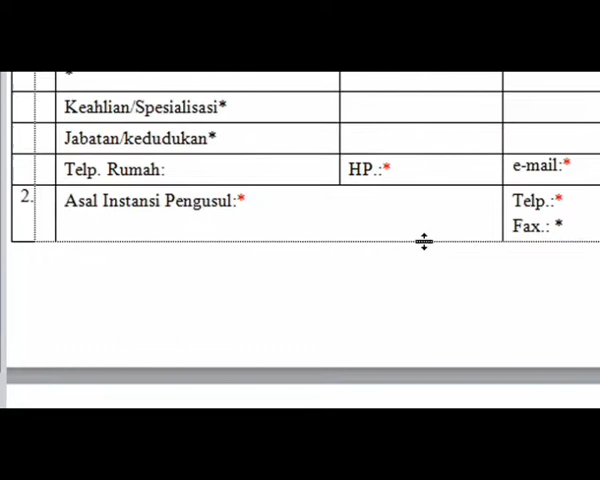 *
Keahlian/Spesialisasi*
Jabatan/kedudukan*
Telp. Rumah: HP.:* e-mail:*
2. Asal Instansi Pengusul:* Telp.:*
Fax.: *